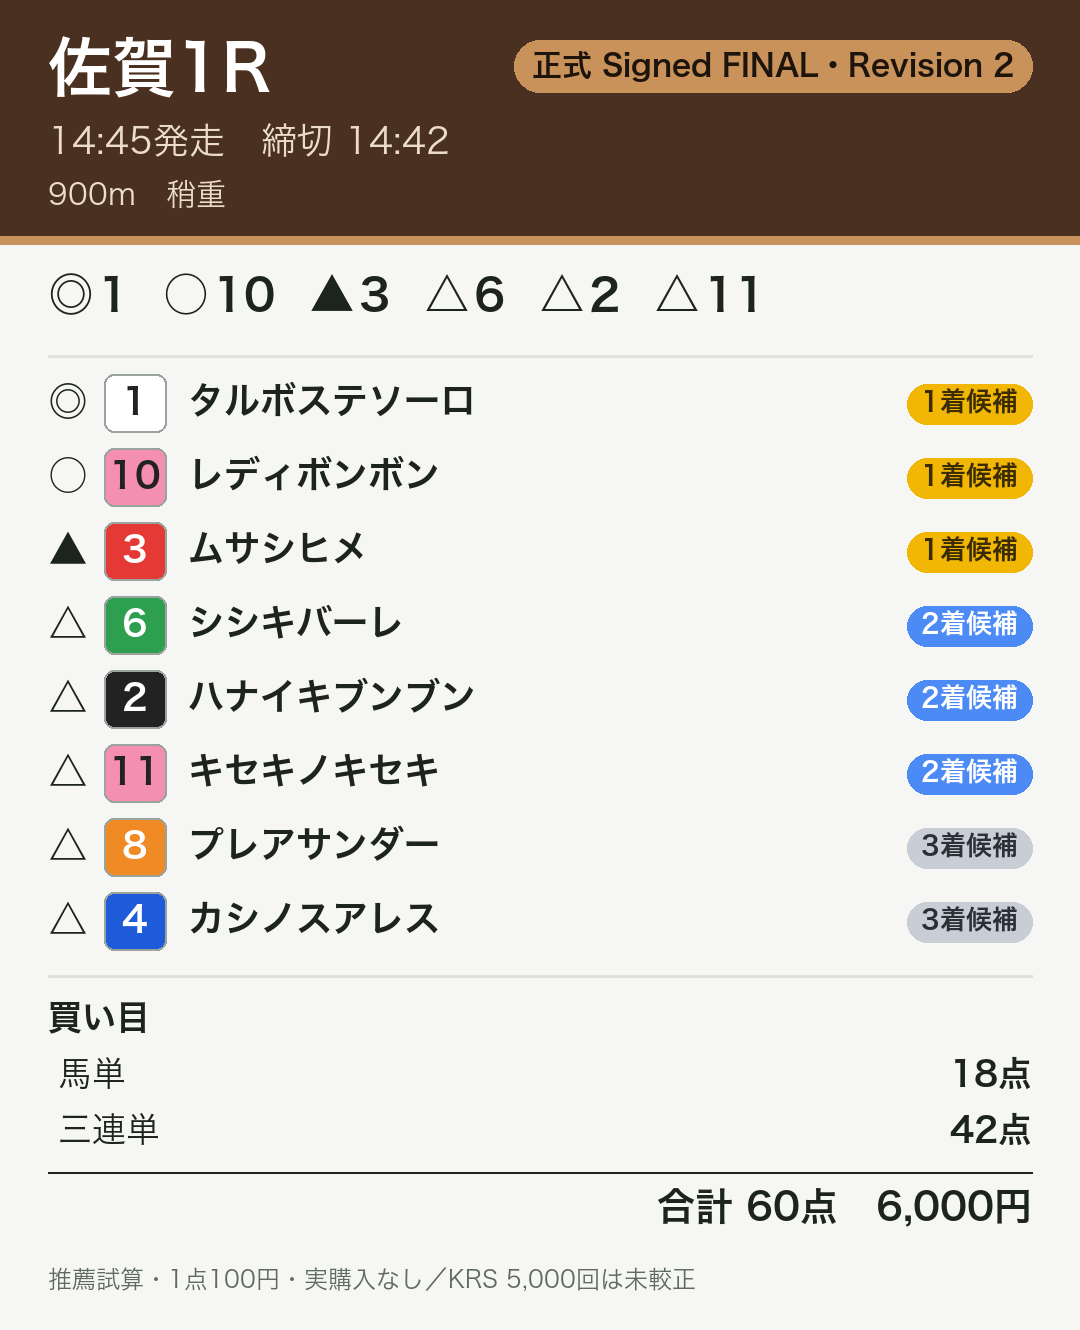 佐賀1R
正式 Signed FINAL・Revision 2
14:45発走　締切 14:42
900m　稍重
◎1 ○10 ▲3 △6 △2 △11
◎ 1 タルボステソーロ 1着候補
○ 10 レディボンボン 1着候補
▲ 3 ムサシヒメ 1着候補
△ 6 シシキバーレ 2着候補
△ 2 ハナイキブンブン 2着候補
△ 11 キセキノキセキ 2着候補
△ 8 プレアサンダー 3着候補
△ 4 カシノスアレス 3着候補
買い目
馬単 18点
三連単 42点
合計 60点　6,000円
推薦試算・1点100円・実購入なし／KRS 5,000回は未較正